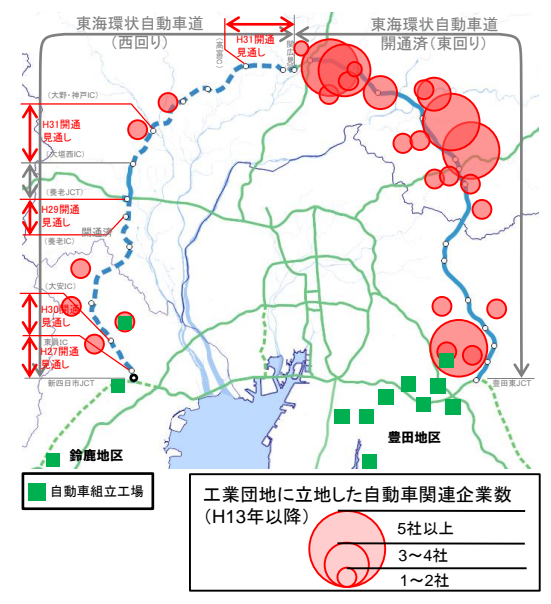 東海環状自動車道
(西回り)
東海環状自動車道
開通済(東回り)
H31開通
見通し
(高富IC)
関広見IC
(大野・神戸IC)
H31開通
見通し
(大垣西IC)
(養老JCT)
H29開通
見通し
開通済
(養老IC)
(大安IC)
H30開通
見通し
東員IC
H27開通
見通し
新四日市JCT
豊田東JCT
鈴鹿地区
豊田地区
自動車組立工場
工業団地に立地した自動車関連企業数
(H13年以降)
5社以上
3～4社
1～2社